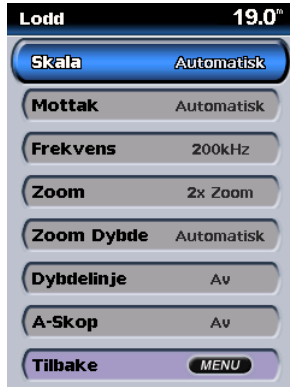 Lodd 19.0m
Skala Automatisk
Mottak Automatisk
Frekvens 200kHz
Zoom 2x Zoom
Zoom Dybde Automatisk
Dybdelinje Av
A-Skop Av
Tilbake MENU